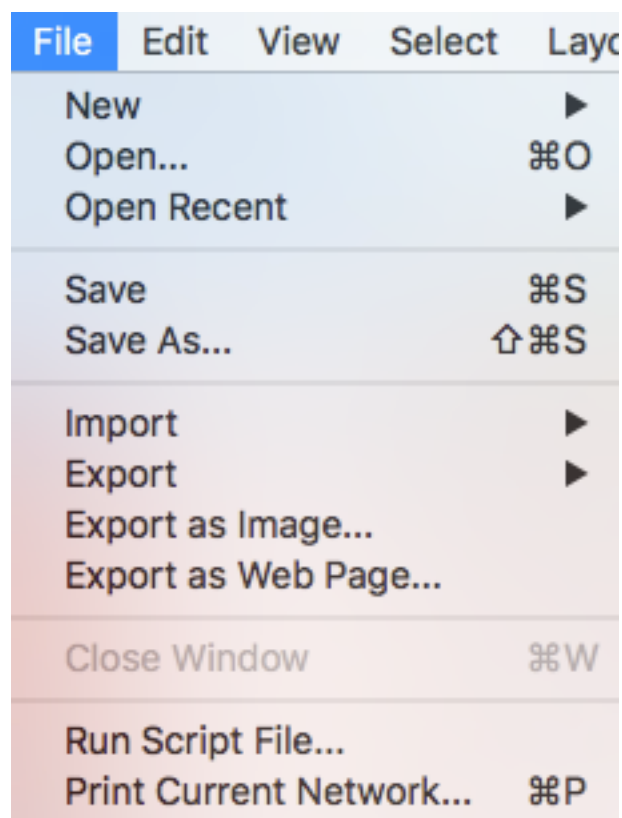 File Edit View Select Layo
New ▶
Open... ⌘O
Open Recent ▶
Save ⌘S
Save As... ⇧⌘S
Import ▶
Export ▶
Export as Image...
Export as Web Page...
Close Window ⌘W
Run Script File...
Print Current Network... ⌘P